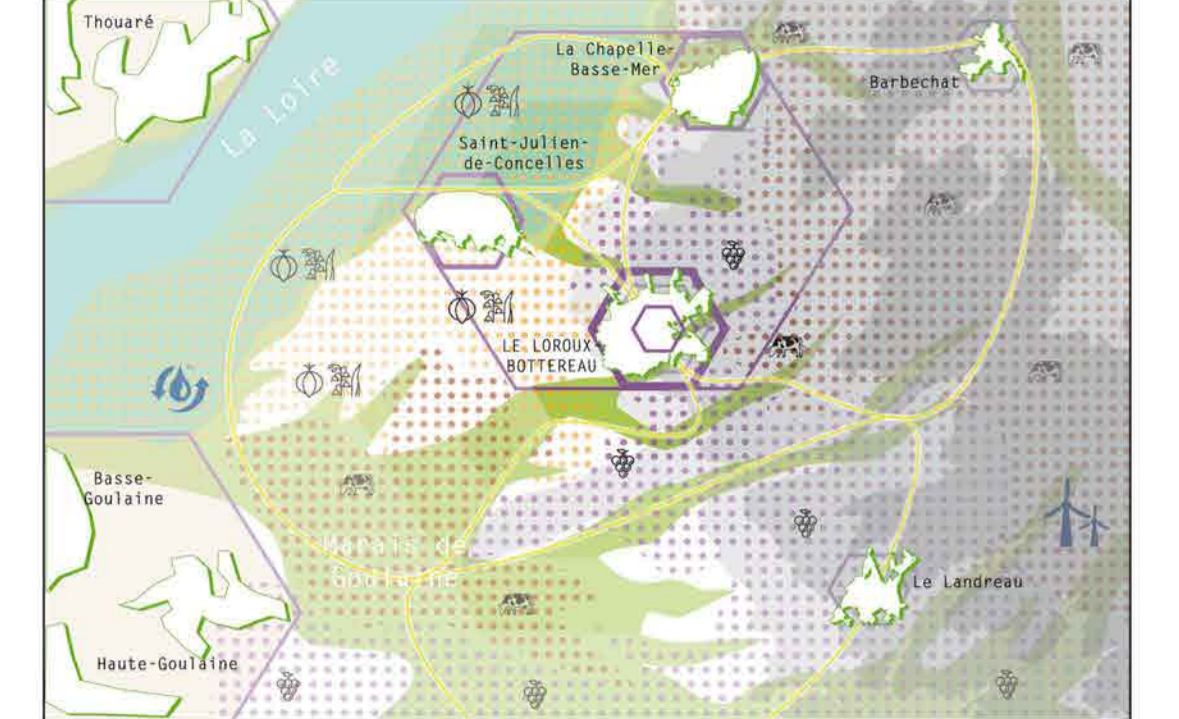 Thouaré
La Loire
La Chapelle-
Basse-Mer
Barbechat
Saint-Julien-
de-Concelles
LE LOROUX
BOTTEREAU
Basse-
Goulaine
Marais de
Goulaine
Le Landreau
Haute-Goulaine